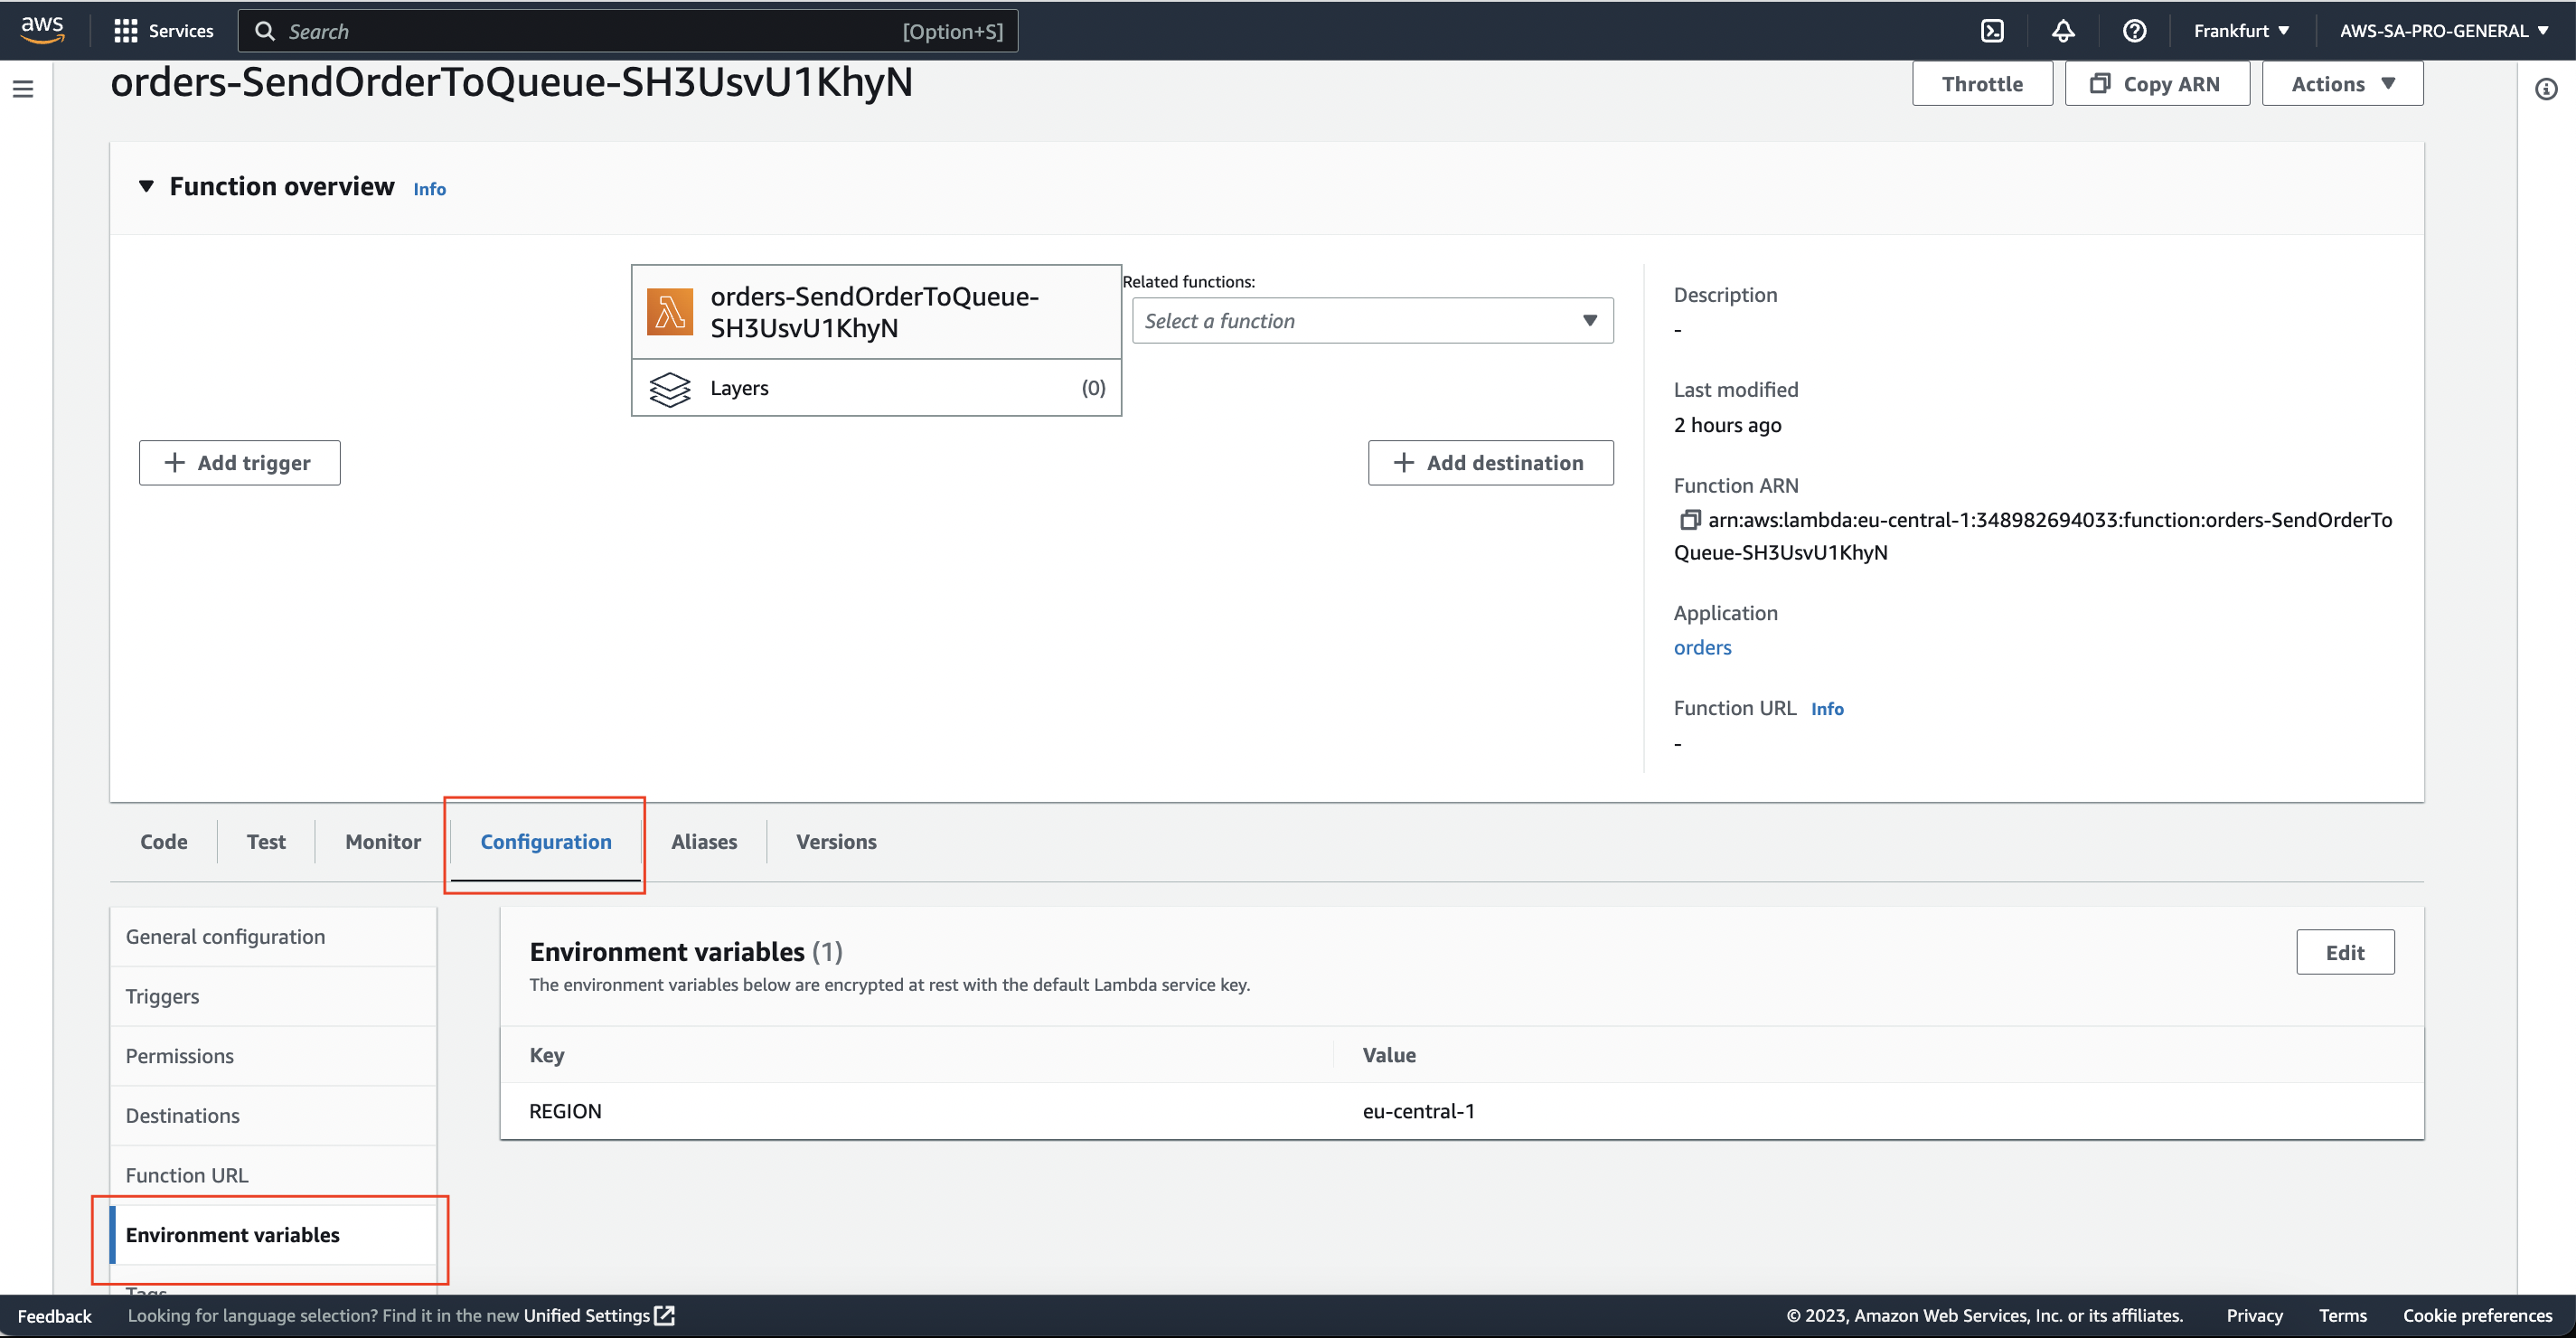 aws
Services
Search
[Option+S]
Frankfurt
AWS-SA-PRO-GENERAL
orders-SendOrderToQueue-SH3UsvU1KhyN
Throttle
Copy ARN
Actions
Function overview Info
orders-SendOrderToQueue-
SH3UsvU1KhyN
Layers
(0)
Related functions:
Select a function
Add trigger
Add destination
Description
-
Last modified
2 hours ago
Function ARN
arn:aws:lambda:eu-central-1:348982694033:function:orders-SendOrderTo
Queue-SH3UsvU1KhyN
Application
orders
Function URL Info
-
Code
Test
Monitor
Configuration
Aliases
Versions
General configuration
Triggers
Permissions
Destinations
Function URL
Environment variables
Tags
Environment variables (1)
The environment variables below are encrypted at rest with the default Lambda service key.
Edit
Key
Value
REGION
eu-central-1
Feedback
Looking for language selection? Find it in the new Unified Settings
© 2023, Amazon Web Services, Inc. or its affiliates.
Privacy
Terms
Cookie preferences